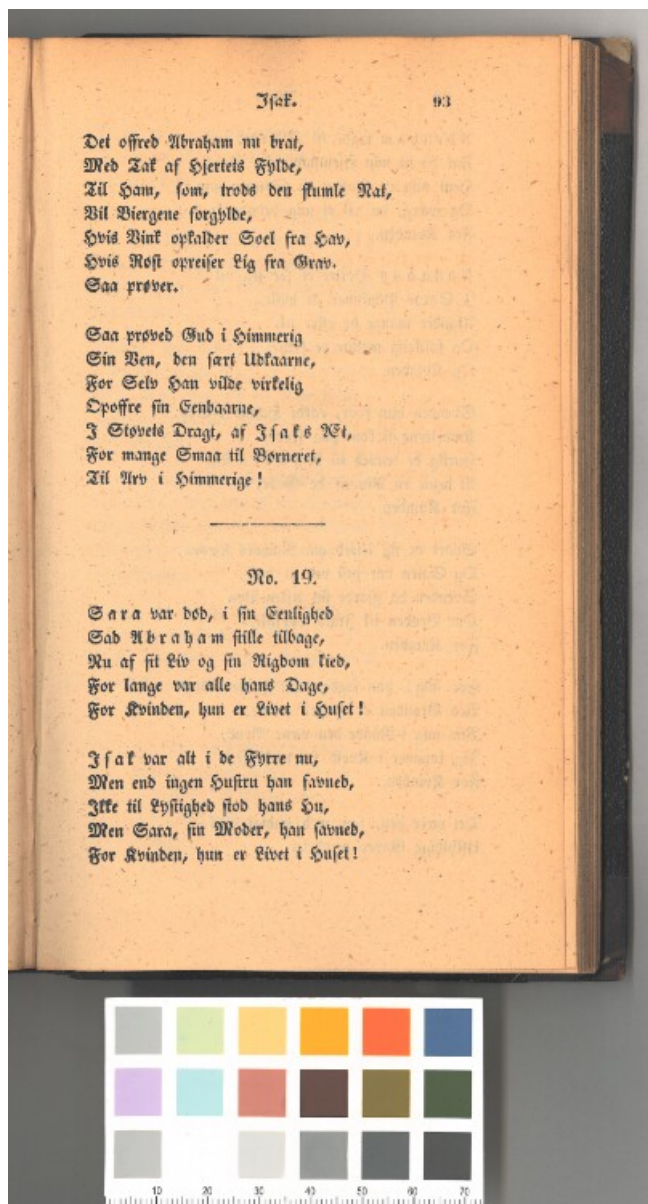 Isak.
93
Det offred Abraham nu brat,
Med Tak af Hjertets Fylde,
Til Ham, som, trods den skumle Nat,
Vil Biergene forgylde,
Hvis Vink opkalder Soel fra Hav,
Hvis Røst opreiser Lig fra Grav.
Saa prøver.
Saa prøved Gud i Himmerig
Sin Ven, den sært Udkaarne,
For Selv Han vilde virkelig
Opoffre sin Eenbaarne,
I Støvets Dragt, af Isaks Æt,
For mange Smaa til Børneret,
Til Arv i Himmerige!
No. 19.
Sara var død, i sin Eenlighed
Sad Abraham stille tilbage,
Nu af sit Liv og sin Rigdom kied,
For lange var alle hans Dage,
For Kvinden, hun er Livet i Huset!
Isak var alt i de Fyrre nu,
Men end ingen Hustru han favned,
Ikke til Lystighed stod hans Hu,
Men Sara, sin Moder, han savned,
For Kvinden, hun er Livet i Huset!
10 20 30 40 50 60 70